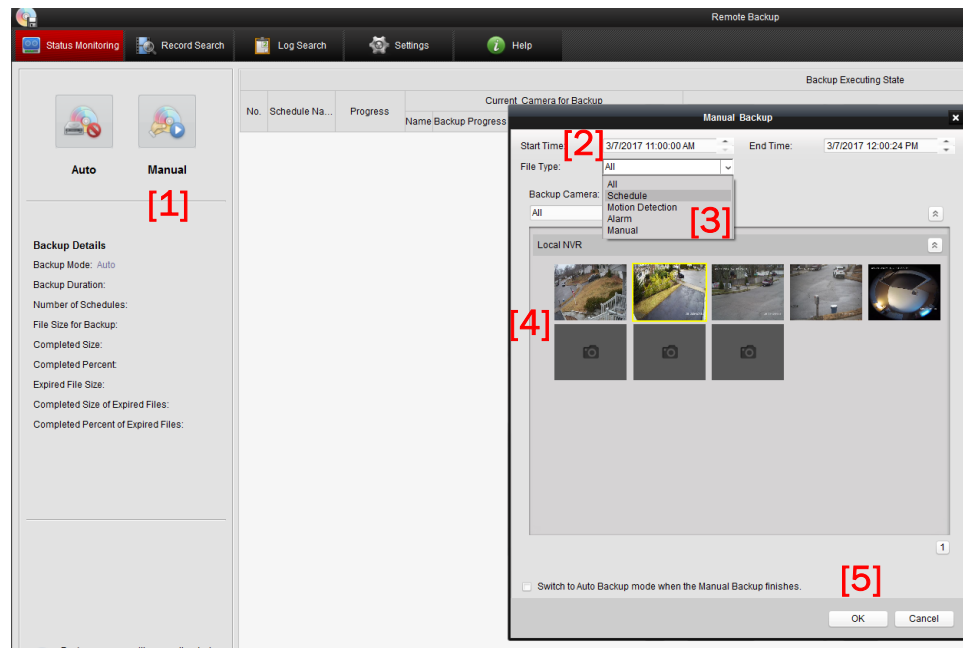 Remote Backup
Status Monitoring Record Search Log Search Settings Help
Backup Executing State
No. Schedule Na... Progress Current Camera for Backup
Name Backup Progress
Auto Manual
[1]
Backup Details
Backup Mode: Auto
Backup Duration:
Number of Schedules:
File Size for Backup:
Completed Size:
Completed Percent:
Expired File Size:
Completed Size of Expired Files:
Completed Percent of Expired Files:
Manual Backup
Start Time: [2] 3/7/2017 11:00:00 AM End Time: 3/7/2017 12:00:24 PM
File Type: All
All
Schedule
Motion Detection
Alarm
Manual
[3]
Backup Camera:
All
Local NVR
[4]
1
Switch to Auto Backup mode when the Manual Backup finishes.
[5]
OK Cancel